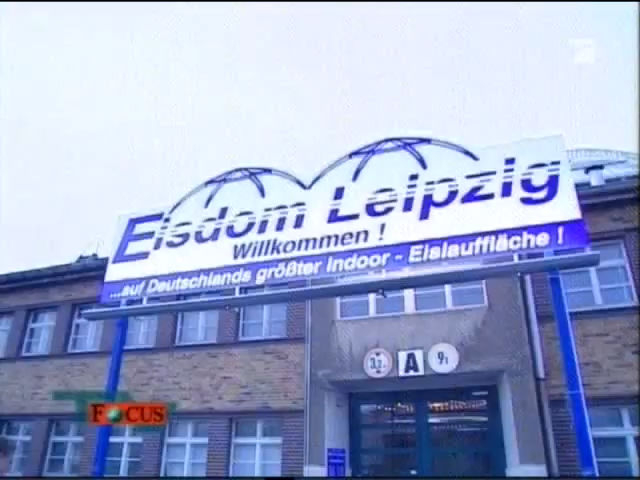 Eisdom Leipzig
Willkommen !
...auf Deutschlands größter Indoor - Eislauffläche !
A
FOCUS